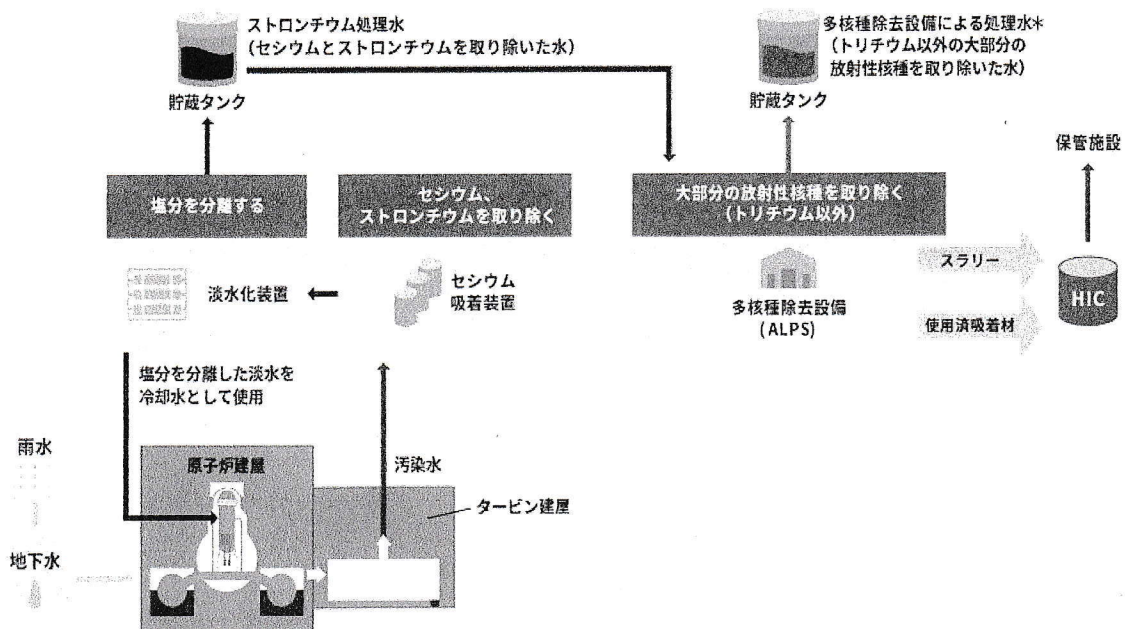 ストロンチウム処理水
(セシウムとストロンチウムを取り除いた水)
貯蔵タンク
多核種除去設備による処理水*
(トリチウム以外の大部分の
放射性核種を取り除いた水)
貯蔵タンク
保管施設
塩分を分離する
セシウム、
ストロンチウムを取り除く
大部分の放射性核種を取り除く
(トリチウム以外)
淡水化装置
セシウム
吸着装置
多核種除去設備
(ALPS)
スラリー
使用済吸着材
HIC
塩分を分離した淡水を
冷却水として使用
雨水
地下水
原子炉建屋
汚染水
タービン建屋